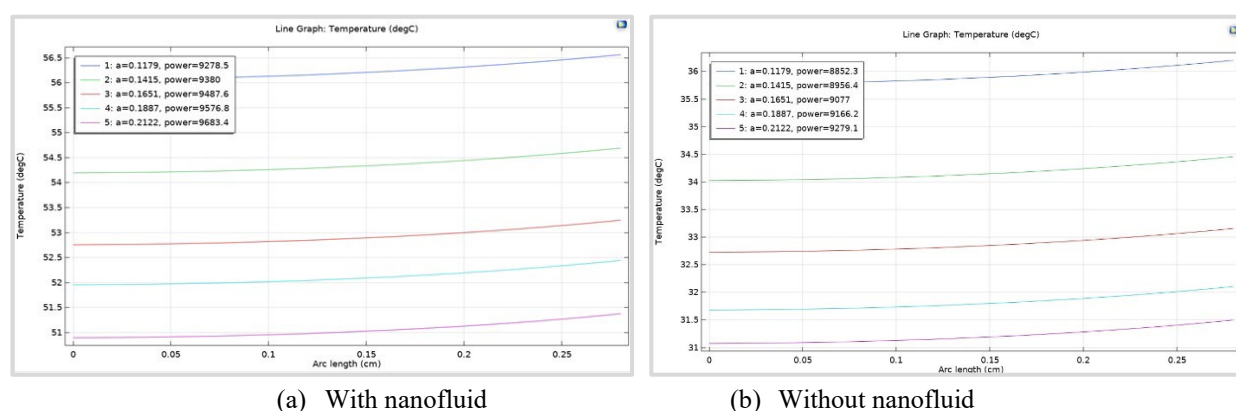 Line Graph: Temperature (degC)
56.5
56
55.5
55
54.5
54
53.5
53
52.5
52
51.5
51
Temperature (degC)
1: a=0.1179, power=9278.5
2: a=0.1415, power=9380
3: a=0.1651, power=9487.6
4: a=0.1887, power=9576.8
5: a=0.2122, power=9683.4
0 0.05 0.1 0.15 0.2 0.25
Arc length (cm)
(a) With nanofluid
Line Graph: Temperature (degC)
36
35.5
35
34.5
34
33.5
33
32.5
32
31.5
31
Temperature (degC)
1: a=0.1179, power=8852.3
2: a=0.1415, power=8956.4
3: a=0.1651, power=9077
4: a=0.1887, power=9166.2
5: a=0.2122, power=9279.1
0 0.05 0.1 0.15 0.2 0.25
Arc length (cm)
(b) Without nanofluid